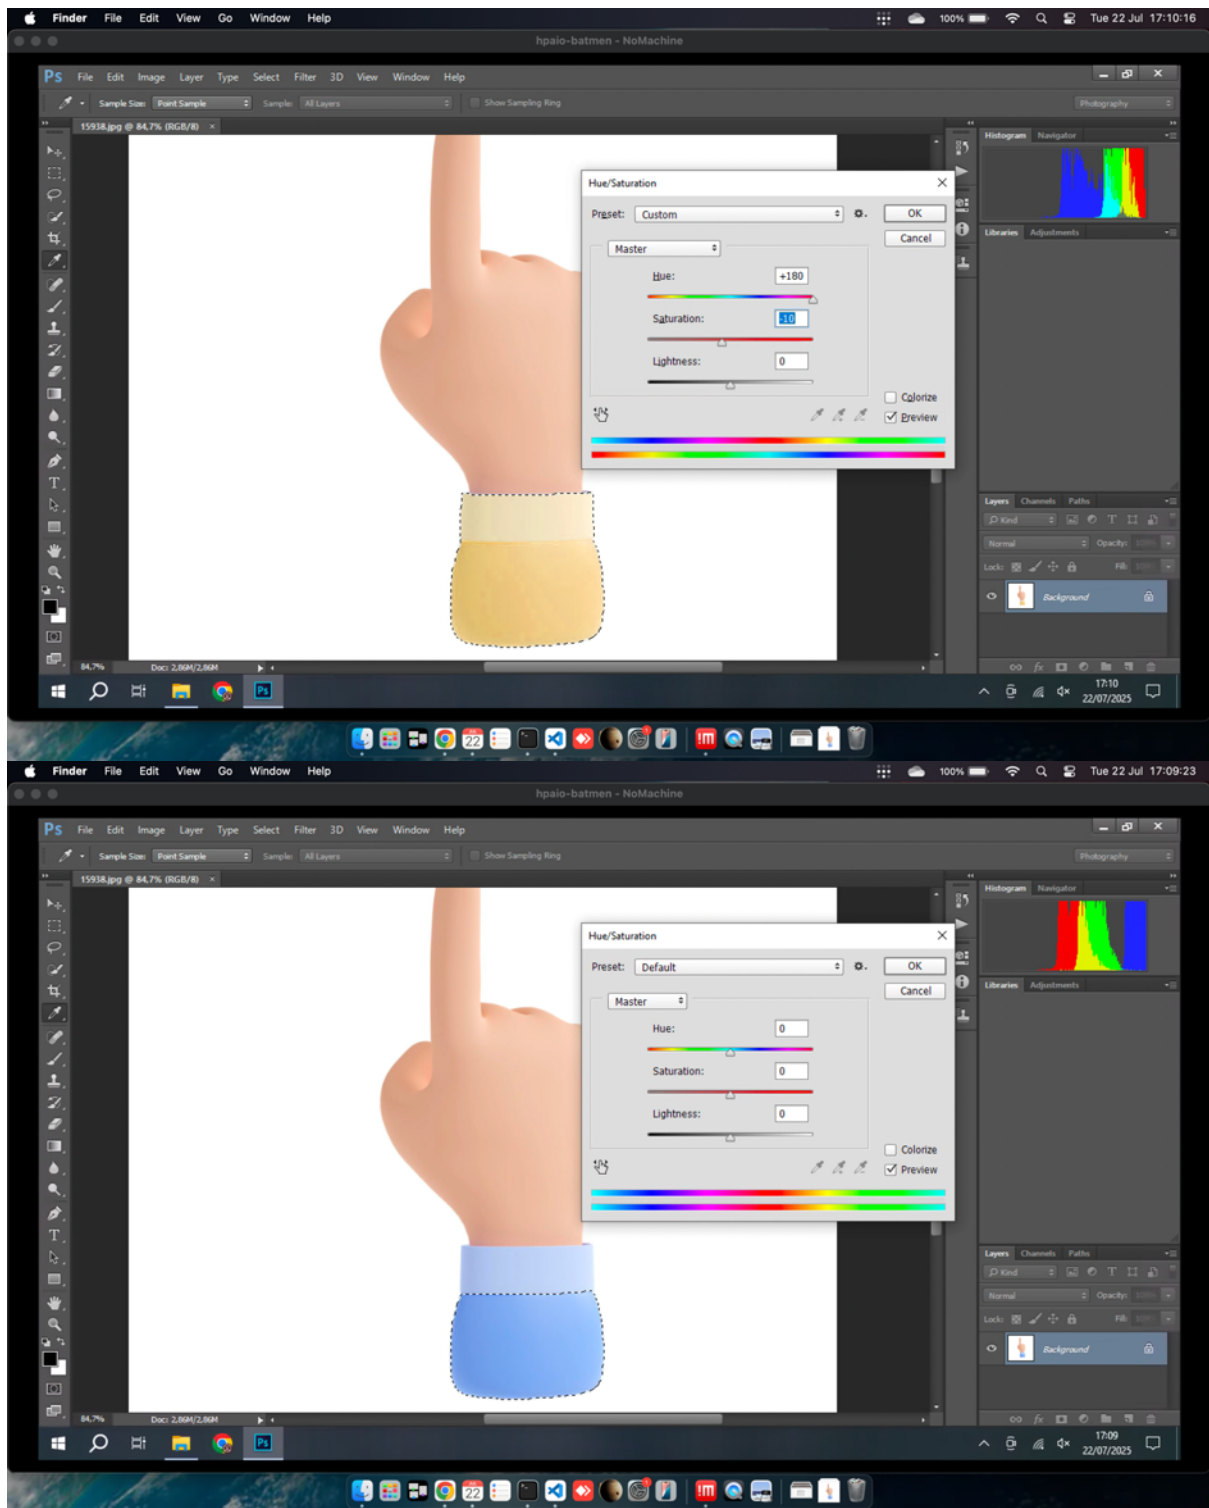 Finder File Edit View Go Window Help 100% Tue 22 Jul 17:10:16
hpaio-batmen - NoMachine
Ps File Edit Image Layer Type Select Filter 3D View Window Help
Sample Size: Point Sample Sample: All Layers Show Sampling Ring Photography
15938.jpg @ 84,7% (RGB/8) ×
Histogram Navigator
Hue/Saturation
Preset: Custom OK
Libraries Adjustments
Cancel
Master
Hue: +180
Saturation: -10
Lightness: 0
Colorize
Preview
Layers Channels Paths
Kind
Normal Opacity:
Lock: Fill:
Background
84,7% Doc: 2,86M/2,86M
17:10
22/07/2025
Finder File Edit View Go Window Help 100% Tue 22 Jul 17:09:23
hpaio-batmen - NoMachine
Ps File Edit Image Layer Type Select Filter 3D View Window Help
Sample Size: Point Sample Sample: All Layers Show Sampling Ring Photography
15938.jpg @ 84,7% (RGB/8) ×
Histogram Navigator
Hue/Saturation
Preset: Default OK
Libraries Adjustments
Cancel
Master
Hue: 0
Saturation: 0
Lightness: 0
Colorize
Preview
Layers Channels Paths
Kind
Normal Opacity:
Lock: Fill:
Background
84,7% Doc: 2,86M/2,86M
17:09
22/07/2025